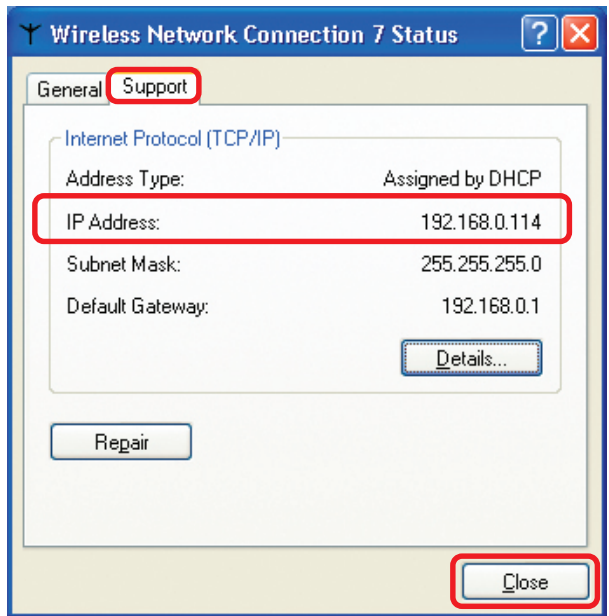 Wireless Network Connection 7 Status
General Support
Internet Protocol (TCP/IP)
Address Type: Assigned by DHCP
IP Address: 192.168.0.114
Subnet Mask: 255.255.255.0
Default Gateway: 192.168.0.1
Details...
Repair
Close